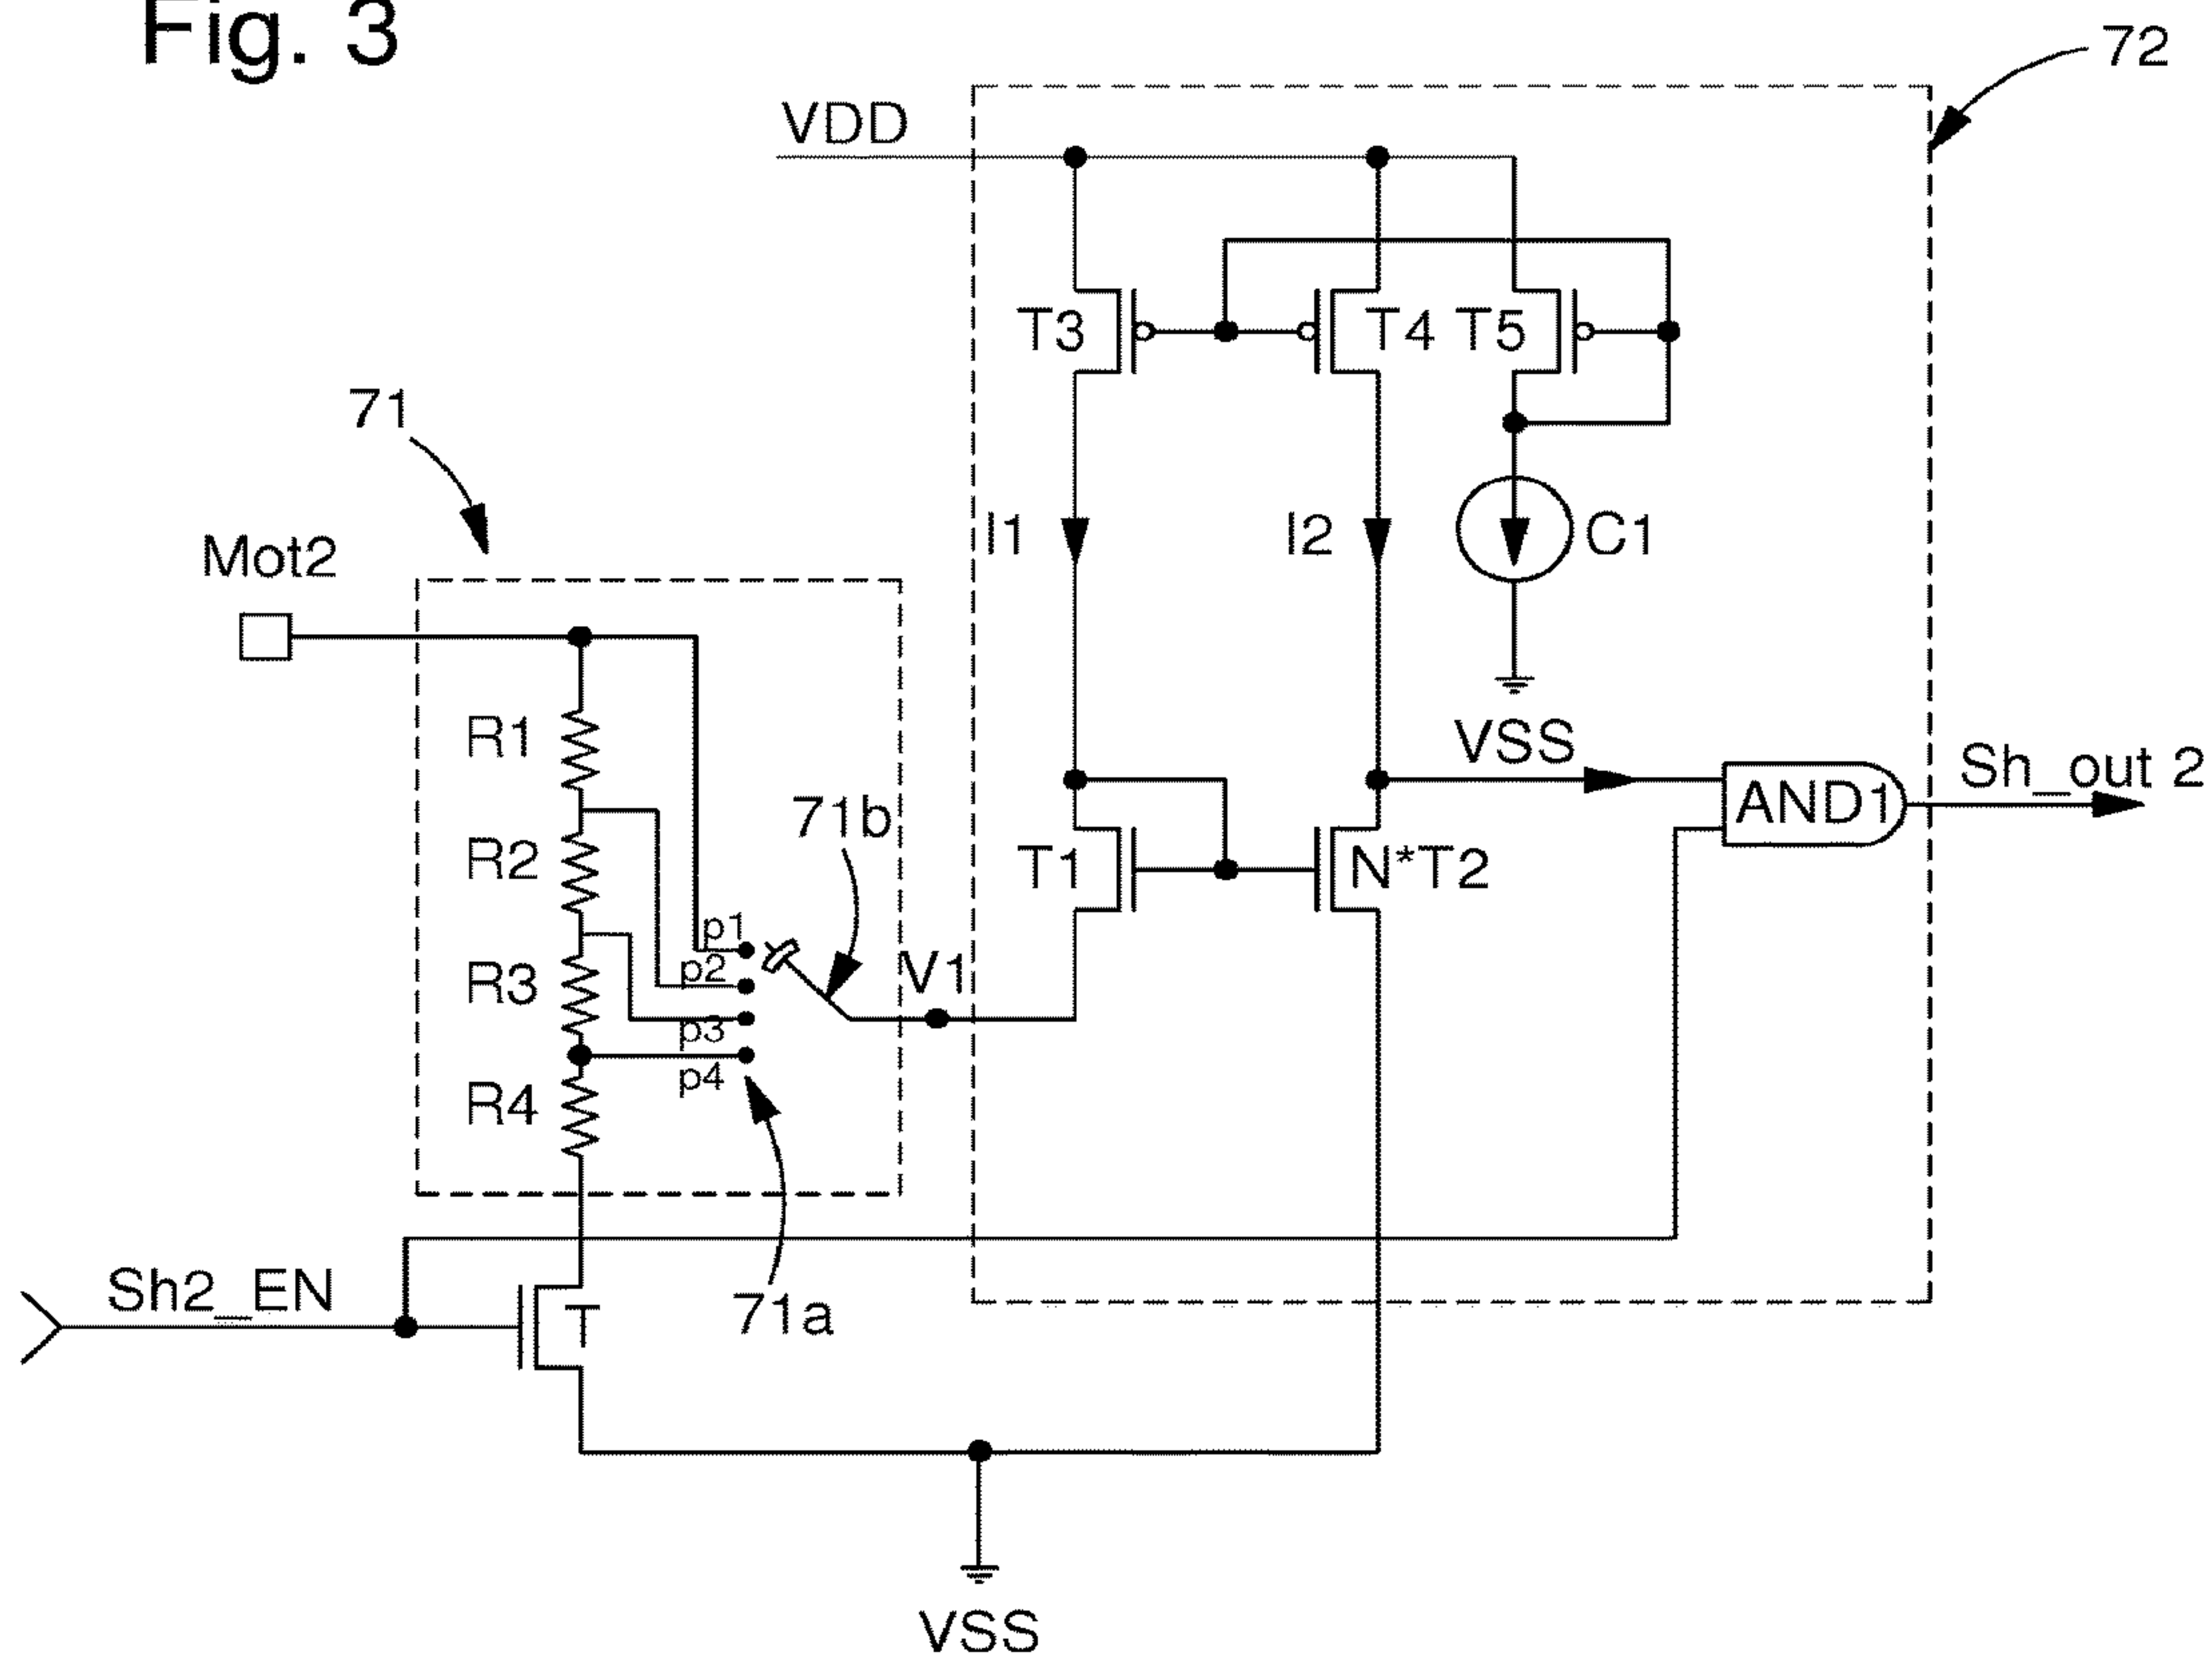 Fig. 3
72
VDD
T3
T4
T5
71
I1
I2
C1
Mot2
R1
VSS
Sh_out 2
71b
AND1
R2
T1
N*T2
p1
p2
V1
R3
p3
p4
R4
Sh2_EN
T
71a
VSS